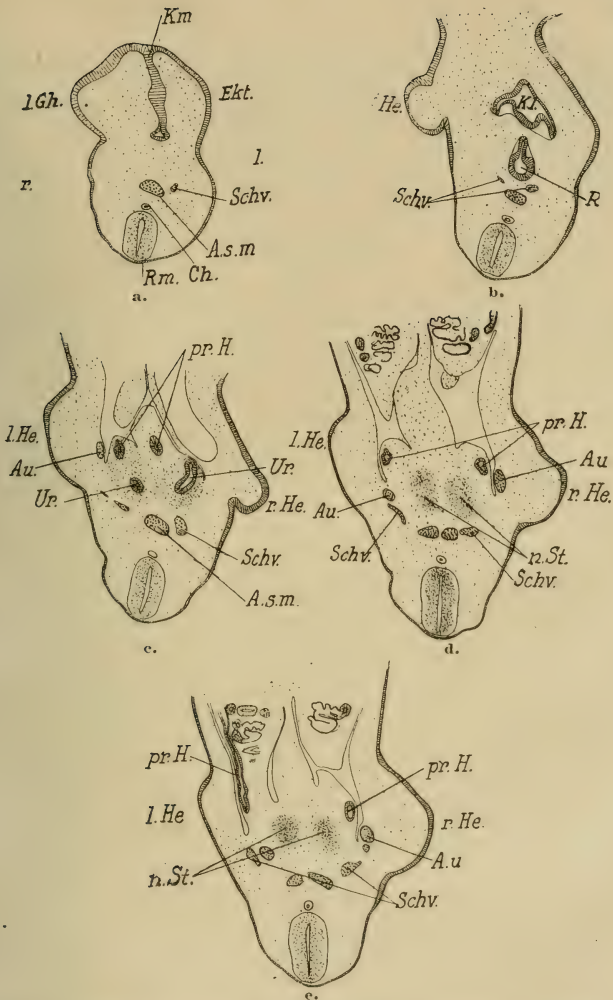 Km
l.Gh.
Ekt.
r.
l.
Schv.
A.s.m
Rm.
Ch.
a.
He.
Kl.
Schv.
R
b.
pr. H.
l.He.
Au.
Ur.
Ur.
r.He.
Schv.
A.s.m.
c.
pr. H.
l.He.
Au
r. He.
Au.
Schv.
n.St.
Schv.
d.
pr. H.
pr. H.
l.He
r. He.
A.u
n.St.
Schv.
e.